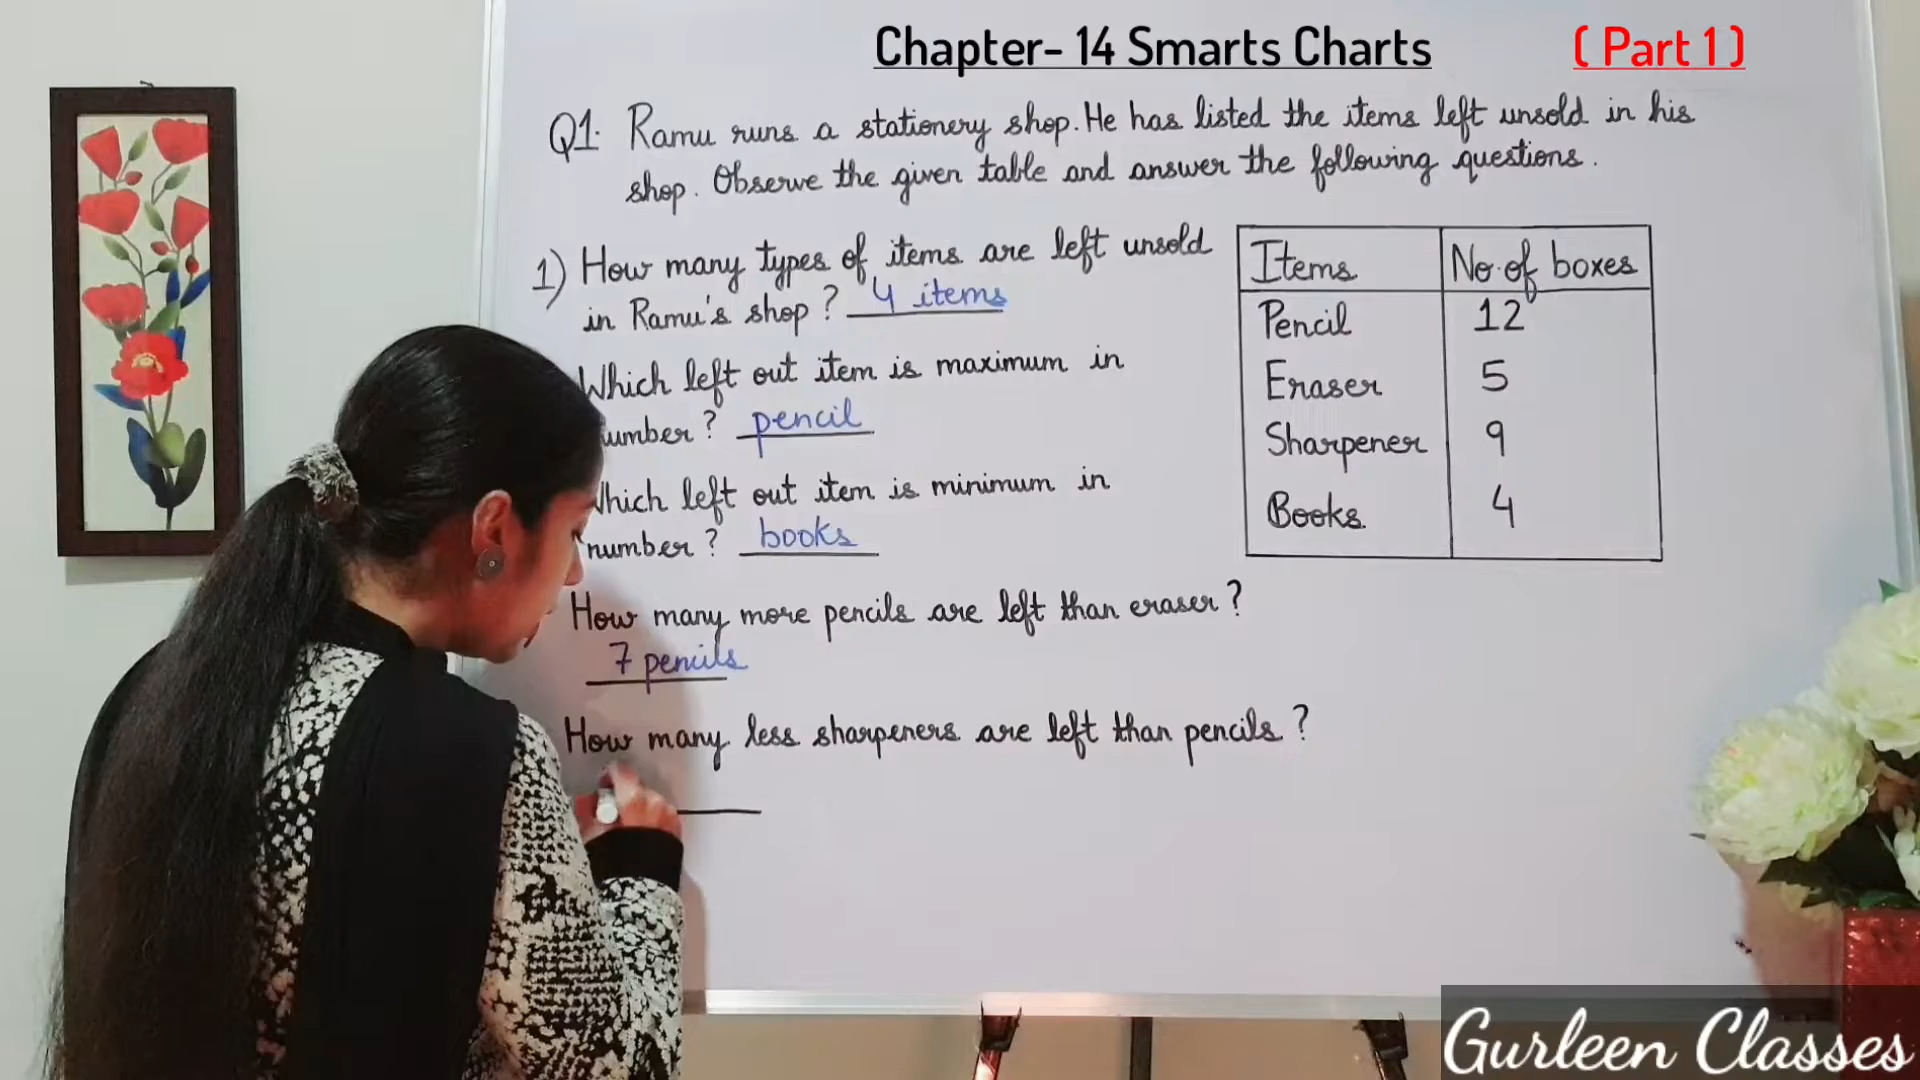 Chapter- 14 Smarts Charts ( Part 1 )
Q1. Ramu runs a stationery shop. He has listed the items left unsold in his
shop. Observe the given table and answer the following questions.
1) How many types of items are left unsold
in Ramu's shop? 4 items
Which left out item is maximum in
umber? pencil
Which left out item is minimum in
number? books
How many more pencils are left than eraser?
7 pencils
How many less sharpeners are left than pencils?
Items No. of boxes
Pencil 12
Eraser 5
Sharpener 9
Books 4
Gurleen Classes